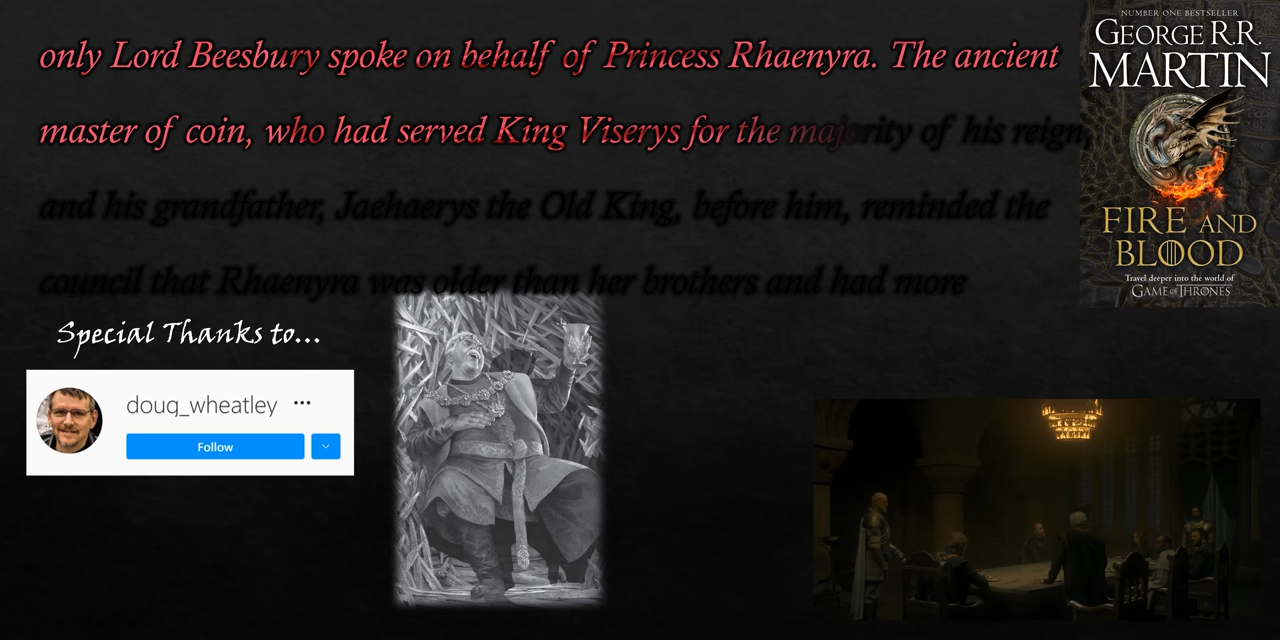 only Lord Beesbury spoke on behalf of Princess Rhaenyra. The ancient
master of coin, who had served King Viserys for the majority of his reign,
and his grandfather, Jaehaerys the Old King, before him, reminded the
council that Rhaenyra was older than her brothers and had more
NUMBER ONE BESTSELLER
GEORGE R.R.
MARTIN
FIRE AND
BLOOD
Travel deeper into the world of
GAME OF THRONES
Special Thanks to...
doug_wheatley ...
Follow